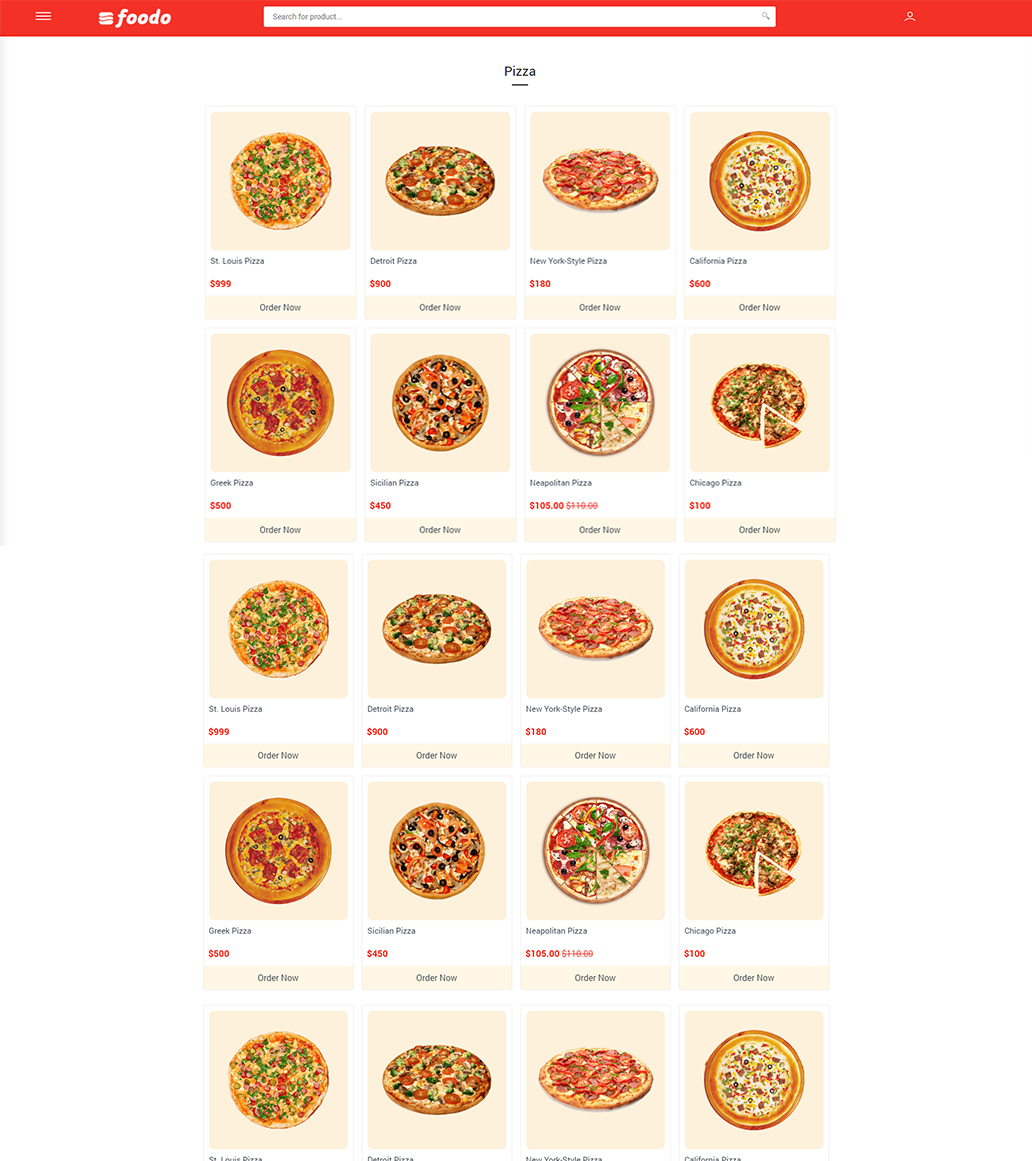 foodo
Search for product...
Pizza
St. Louis Pizza Detroit Pizza New York-Style Pizza California Pizza
$999 $900 $180 $600
Order Now Order Now Order Now Order Now
Greek Pizza Sicilian Pizza Neapolitan Pizza Chicago Pizza
$500 $450 $105.00 $110.00 $100
Order Now Order Now Order Now Order Now
St. Louis Pizza Detroit Pizza New York-Style Pizza California Pizza
$999 $900 $180 $600
Order Now Order Now Order Now Order Now
Greek Pizza Sicilian Pizza Neapolitan Pizza Chicago Pizza
$500 $450 $105.00 $110.00 $100
Order Now Order Now Order Now Order Now
St. Louis Pizza Detroit Pizza New York-Style Pizza California Pizza